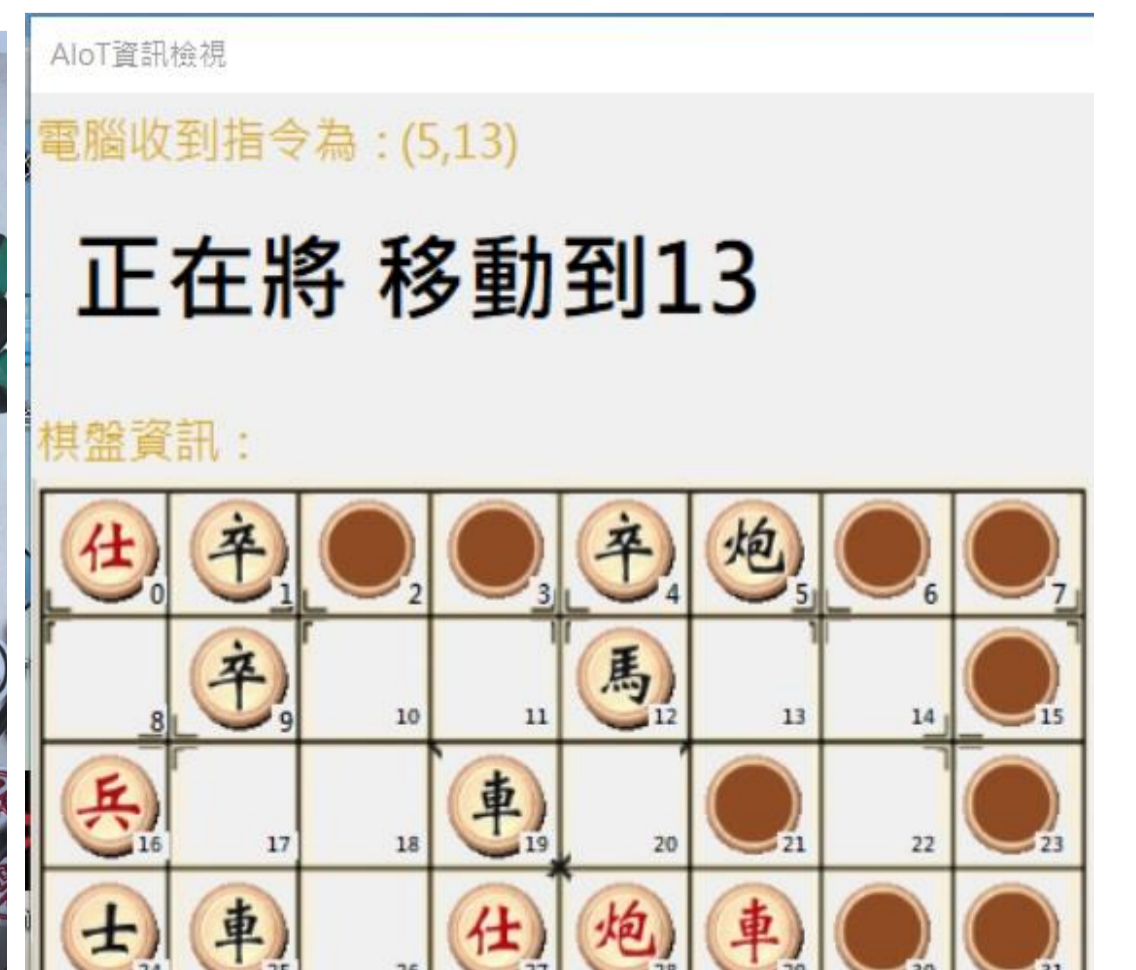 AIoT資訊檢視
電腦收到指令為：(5,13)
正在將 移動到13
棋盤資訊：
仕 卒 卒 炮
0 1 2 3 4 5 6 7
卒 馬
8 9 10 11 12 13 14 15
兵 車
16 17 18 19 20 21 22 23
士 車 仕 炮 車